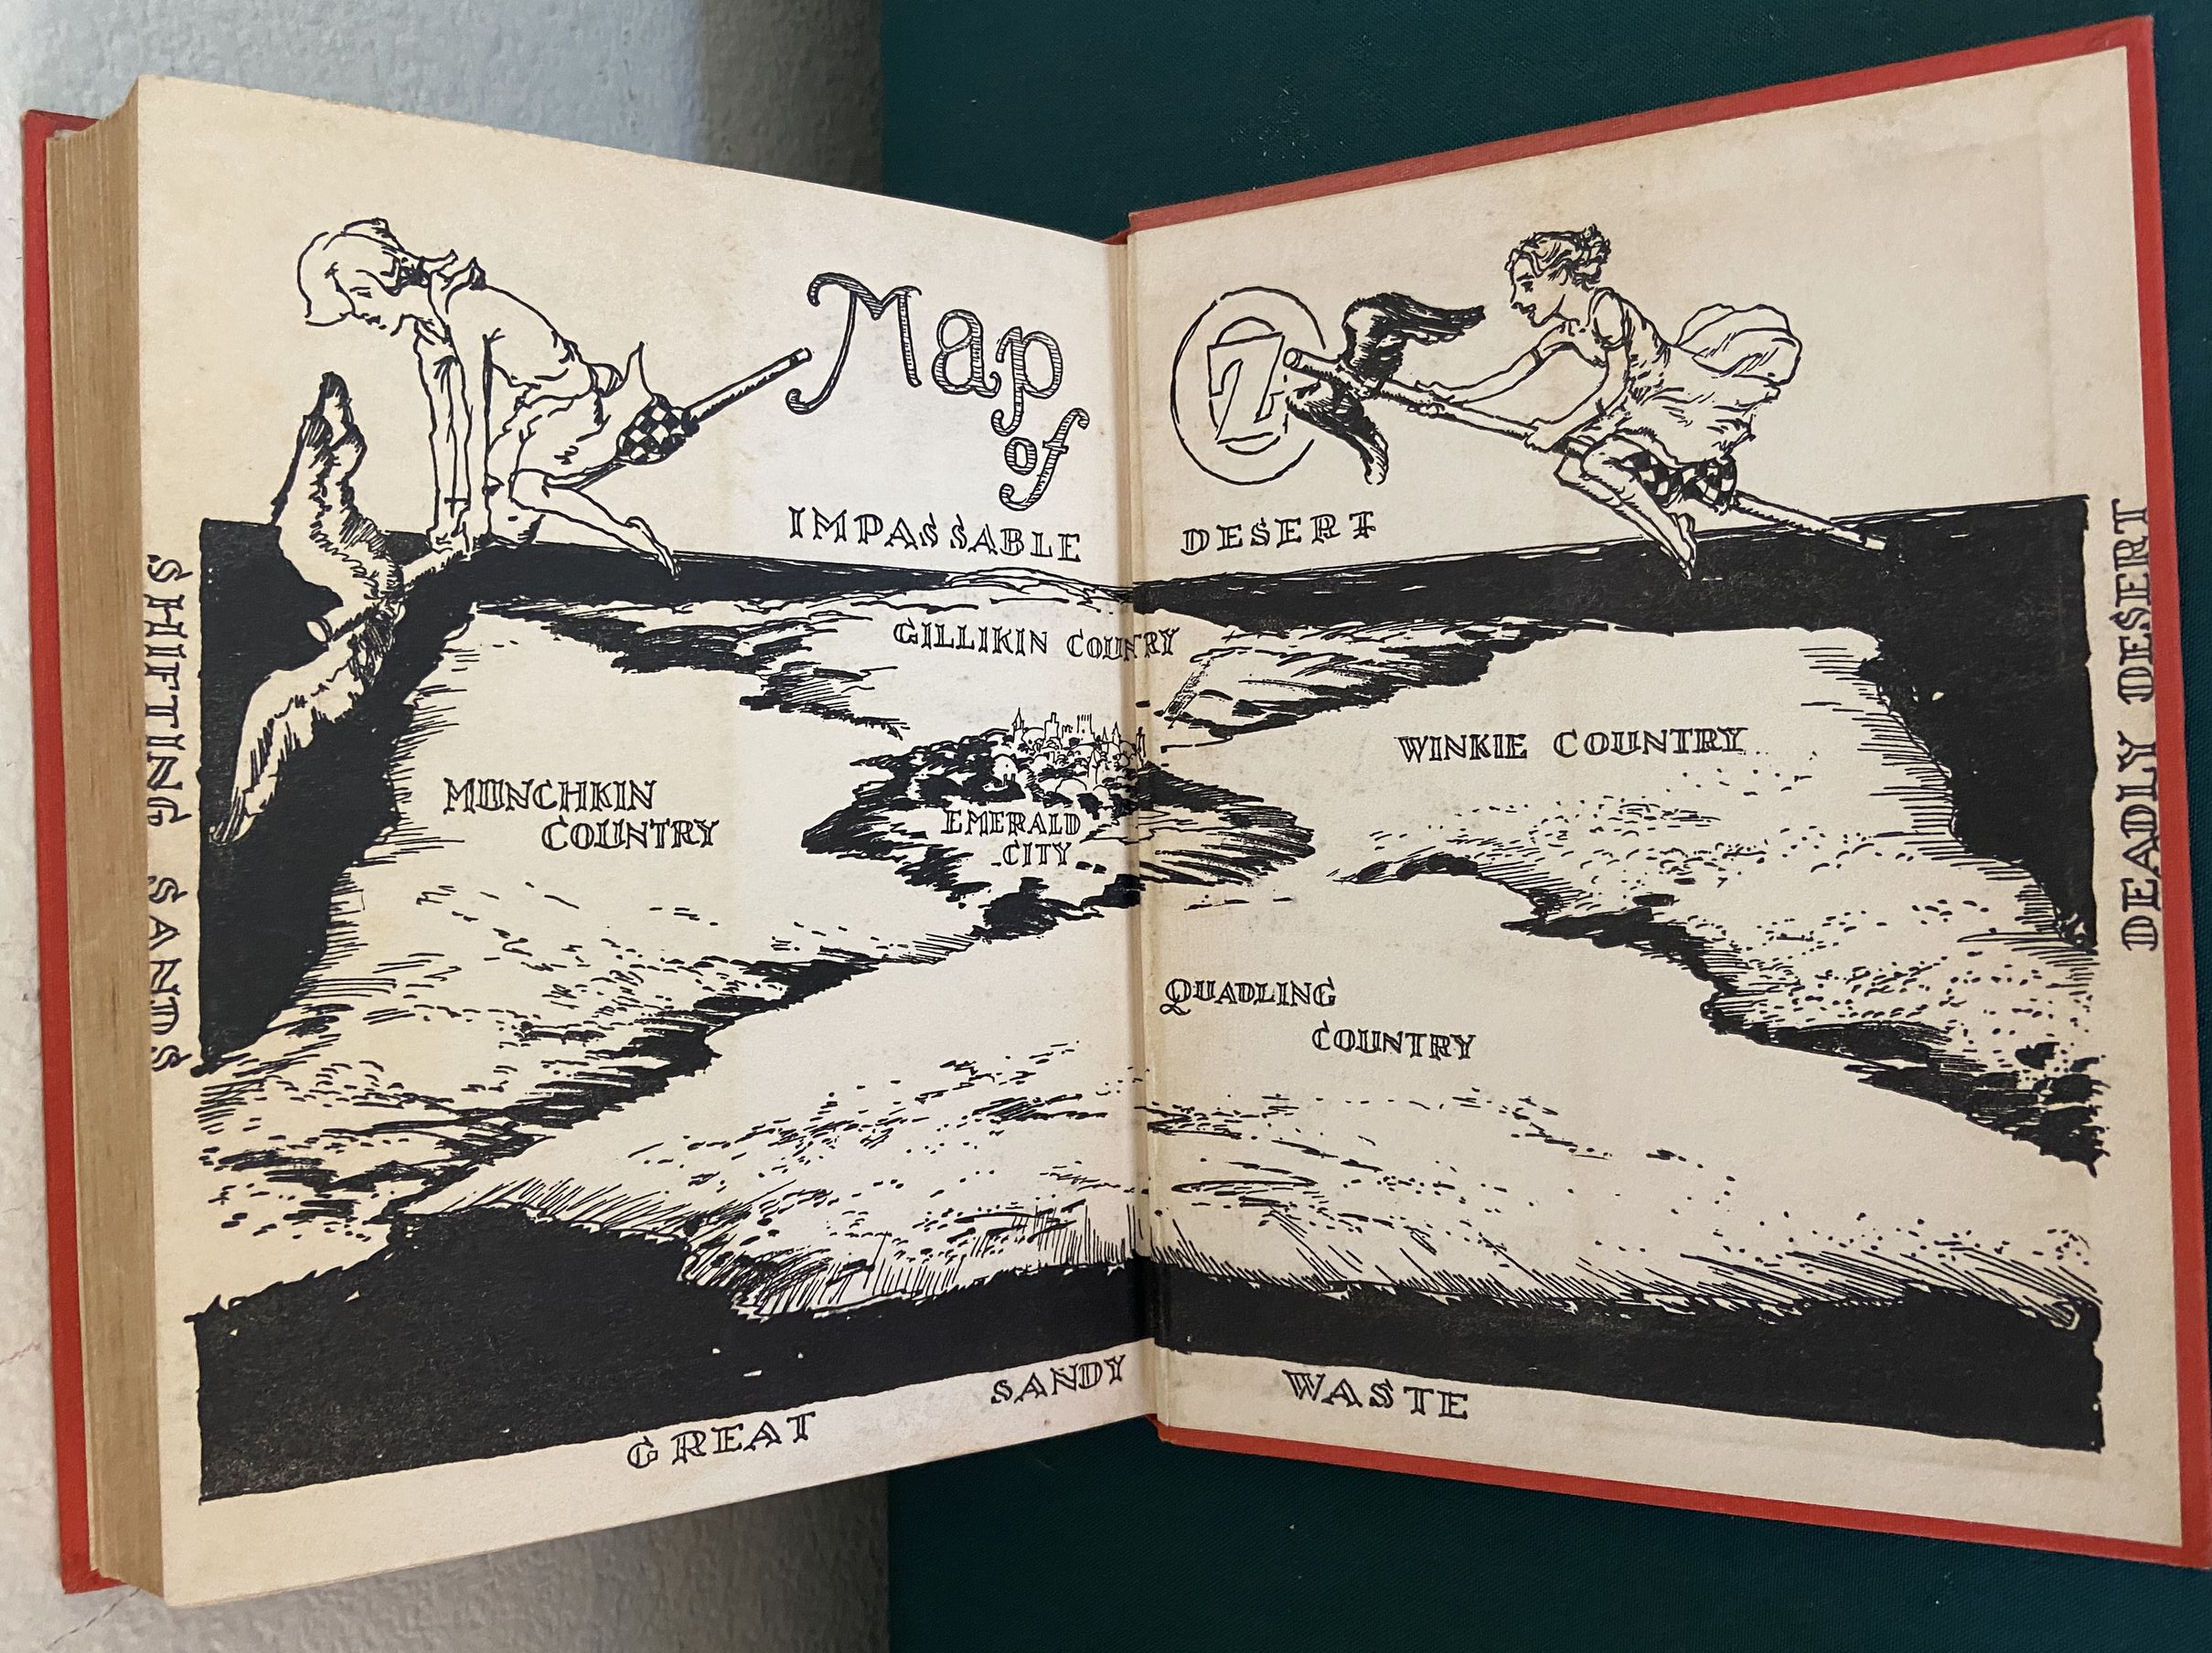 Map
of
OZ
IMPASSABLE DESERT
SHIFTING SANDS
DEADLY DESERT
GILLIKIN COUNTRY
WINKIE COUNTRY
MUNCHKIN
COUNTRY
EMERALD
CITY
QUADLING
COUNTRY
GREAT SANDY WASTE